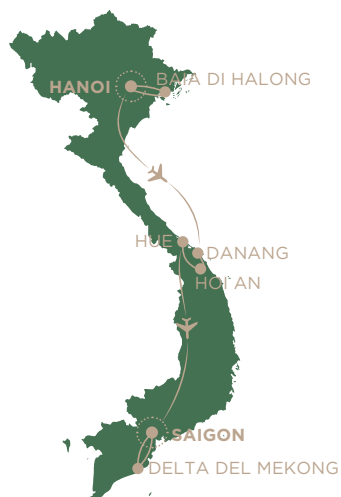 BAIA DI HALONG
HANOI
HUE
DANANG
HOI AN
SAIGON
DELTA DEL MEKONG